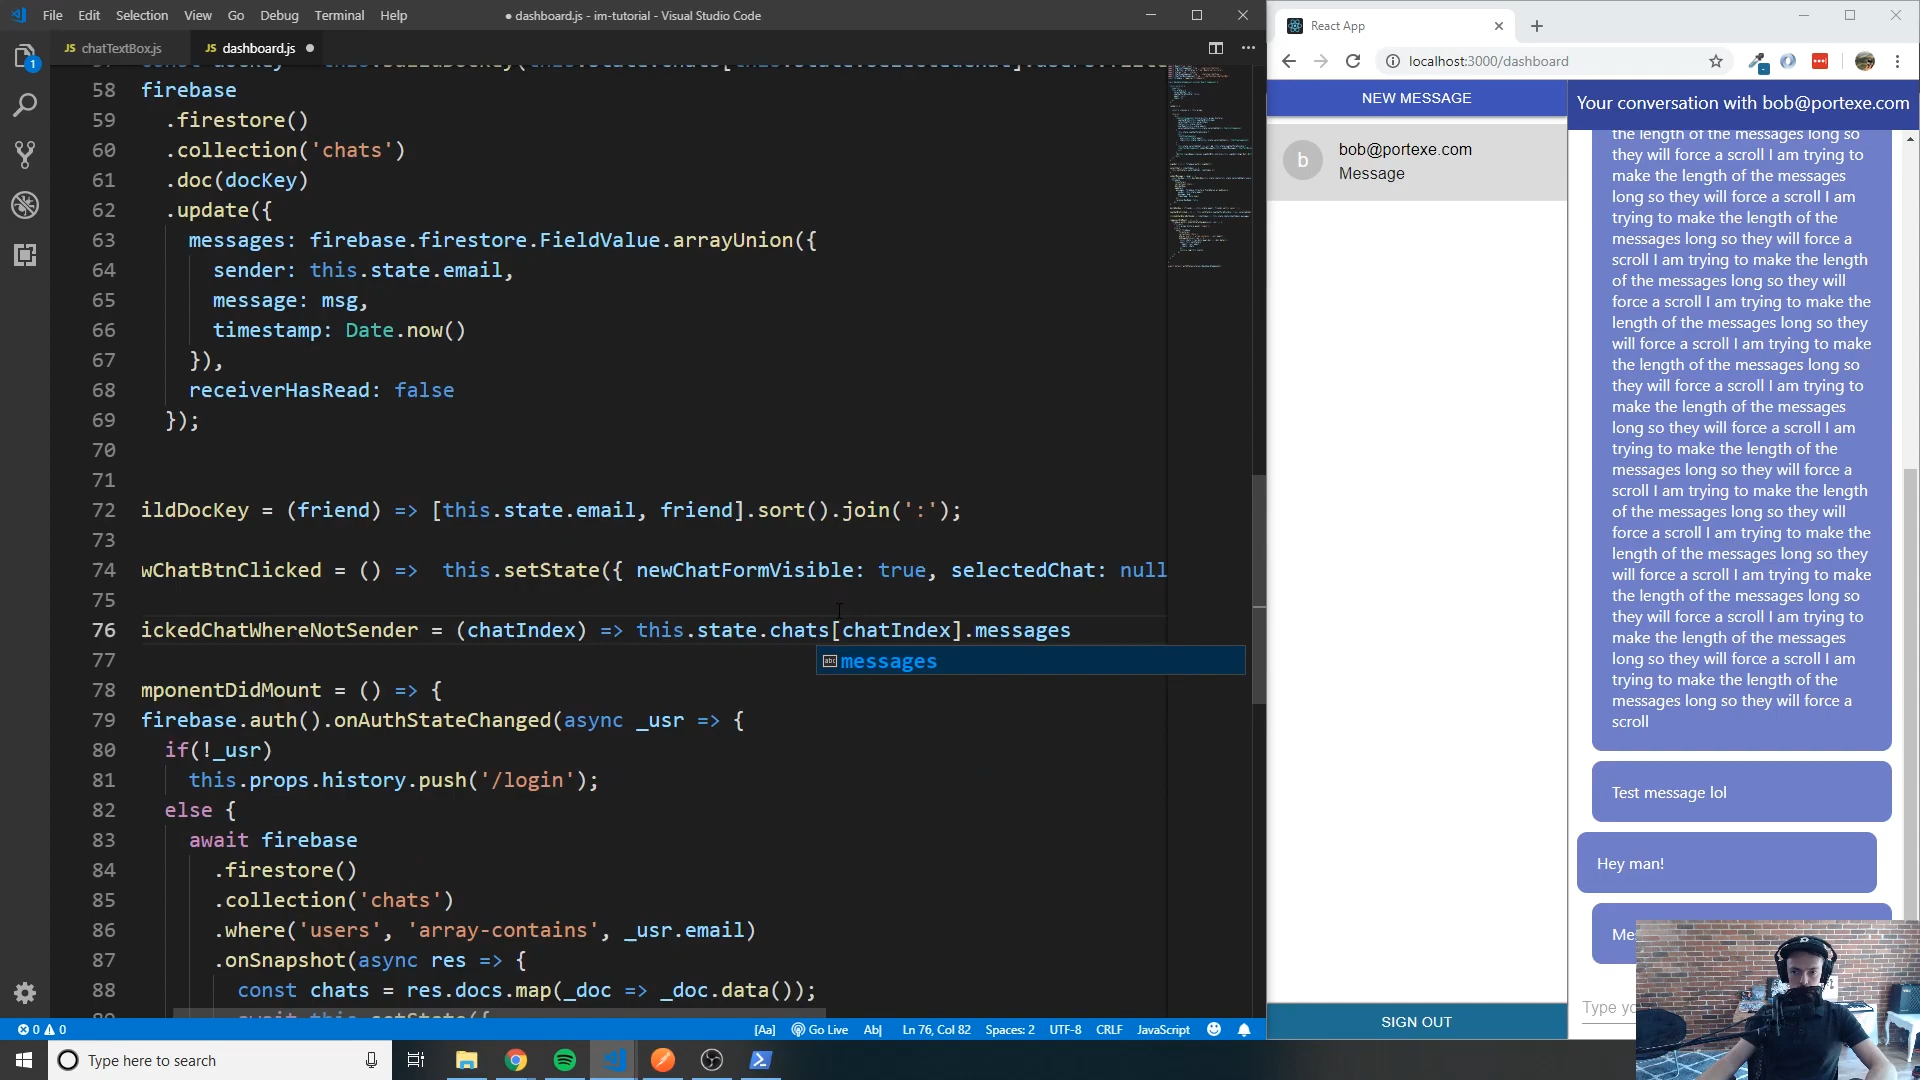 File Edit Selection View Go Debug Terminal Help
● dashboard.js - im-tutorial - Visual Studio Code
JS chatTextBox.js
JS dashboard.js ●
58 firebase
59 .firestore()
60 .collection('chats')
61 .doc(docKey)
62 .update({
63 messages: firebase.firestore.FieldValue.arrayUnion({
64 sender: this.state.email,
65 message: msg,
66 timestamp: Date.now()
67 }),
68 receiverHasRead: false
69 });
70
71
72 ildDocKey = (friend) => [this.state.email, friend].sort().join(':');
73
74 wChatBtnClicked = () => this.setState({ newChatFormVisible: true, selectedChat: null
75
76 ickedChatWhereNotSender = (chatIndex) => this.state.chats[chatIndex].messages
abc messages
77
78 mponentDidMount = () => {
79 firebase.auth().onAuthStateChanged(async _usr => {
80 if(!_usr)
81 this.props.history.push('/login');
82 else {
83 await firebase
84 .firestore()
85 .collection('chats')
86 .where('users', 'array-contains', _usr.email)
87 .onSnapshot(async res => {
88 const chats = res.docs.map(_doc => _doc.data());
1
0 0
[Aa] Go Live Ab| Ln 76, Col 82 Spaces: 2 UTF-8 CRLF JavaScript
Type here to search
React App
localhost:3000/dashboard
NEW MESSAGE
b
bob@portexe.com
Message
SIGN OUT
Your conversation with bob@portexe.com
the length of the messages long so
they will force a scroll I am trying to
make the length of the messages
long so they will force a scroll I am
trying to make the length of the
messages long so they will force a
scroll I am trying to make the length
of the messages long so they will
force a scroll I am trying to make the
length of the messages long so they
will force a scroll I am trying to make
the length of the messages long so
they will force a scroll I am trying to
make the length of the messages
long so they will force a scroll I am
trying to make the length of the
messages long so they will force a
scroll I am trying to make the length
of the messages long so they will
force a scroll I am trying to make the
length of the messages long so they
will force a scroll I am trying to make
the length of the messages long so
they will force a scroll I am trying to
make the length of the messages
long so they will force a scroll I am
trying to make the length of the
messages long so they will force a
scroll
Test message lol
Hey man!
Me
Type yo